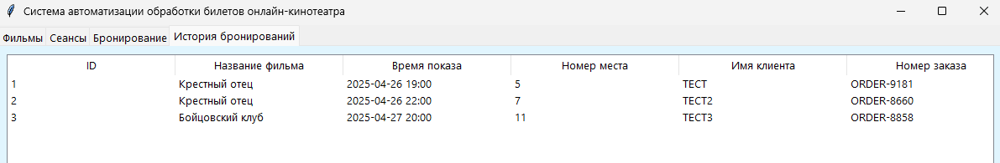 Система автоматизации обработки билетов онлайн-кинотеатра
Фильмы Сеансы Бронирование История бронирований
ID Название фильма Время показа Номер места Имя клиента Номер заказа
1 Крестный отец 2025-04-26 19:00 5 ТЕСТ ORDER-9181
2 Крестный отец 2025-04-26 22:00 7 ТЕСТ2 ORDER-8660
3 Бойцовский клуб 2025-04-27 20:00 11 ТЕСТ3 ORDER-8858